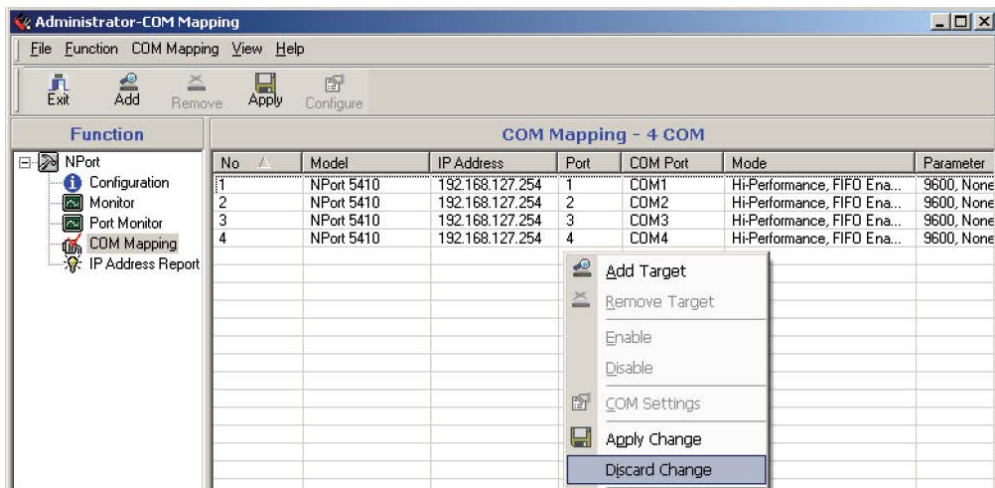 Administrator-COM Mapping
File Function COM Mapping View Help
Exit Add Remove Apply Configure
Function
COM Mapping - 4 COM
NPort
Configuration
Monitor
Port Monitor
COM Mapping
IP Address Report
No Model IP Address Port COM Port Mode Parameter
1 NPort 5410 192.168.127.254 1 COM1 Hi-Performance, FIFO Ena... 9600, None
2 NPort 5410 192.168.127.254 2 COM2 Hi-Performance, FIFO Ena... 9600, None
3 NPort 5410 192.168.127.254 3 COM3 Hi-Performance, FIFO Ena... 9600, None
4 NPort 5410 192.168.127.254 4 COM4 Hi-Performance, FIFO Ena... 9600, None
Add Target
Remove Target
Enable
Disable
COM Settings
Apply Change
Discard Change